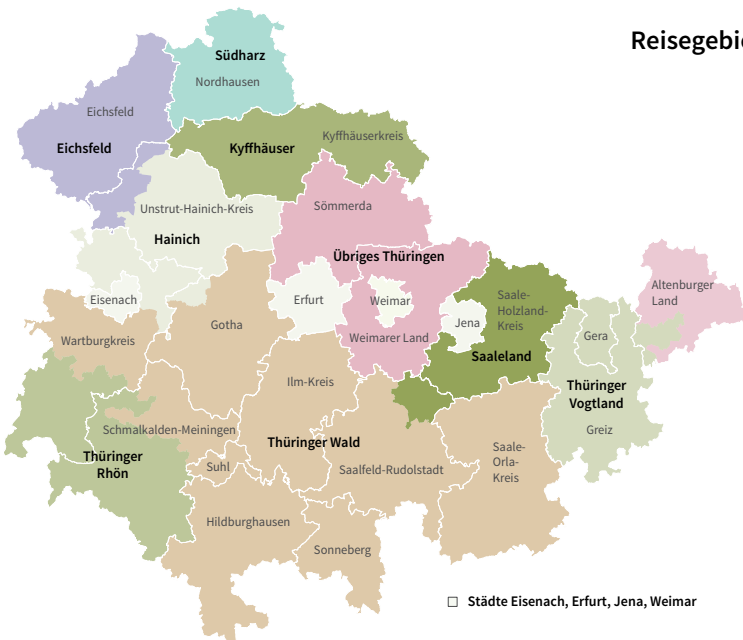 Reisegebie
Südharz
Nordhausen
Eichsfeld
Eichsfeld
Kyffhäuserkreis
Kyffhäuser
Unstrut-Hainich-Kreis
Hainich
Sömmerda
Übriges Thüringen
Eisenach
Erfurt
Weimar
Jena
Saale-
Holzland-
Kreis
Altenburger
Land
Wartburgkreis
Gotha
Weimarer Land
Saaleland
Gera
Ilm-Kreis
Thüringer
Vogtland
Greiz
Schmalkalden-Meiningen
Thüringer Wald
Thüringer
Rhön
Suhl
Saalfeld-Rudolstadt
Saale-
Orla-
Kreis
Hildburghausen
Sonneberg
Städte Eisenach, Erfurt, Jena, Weimar